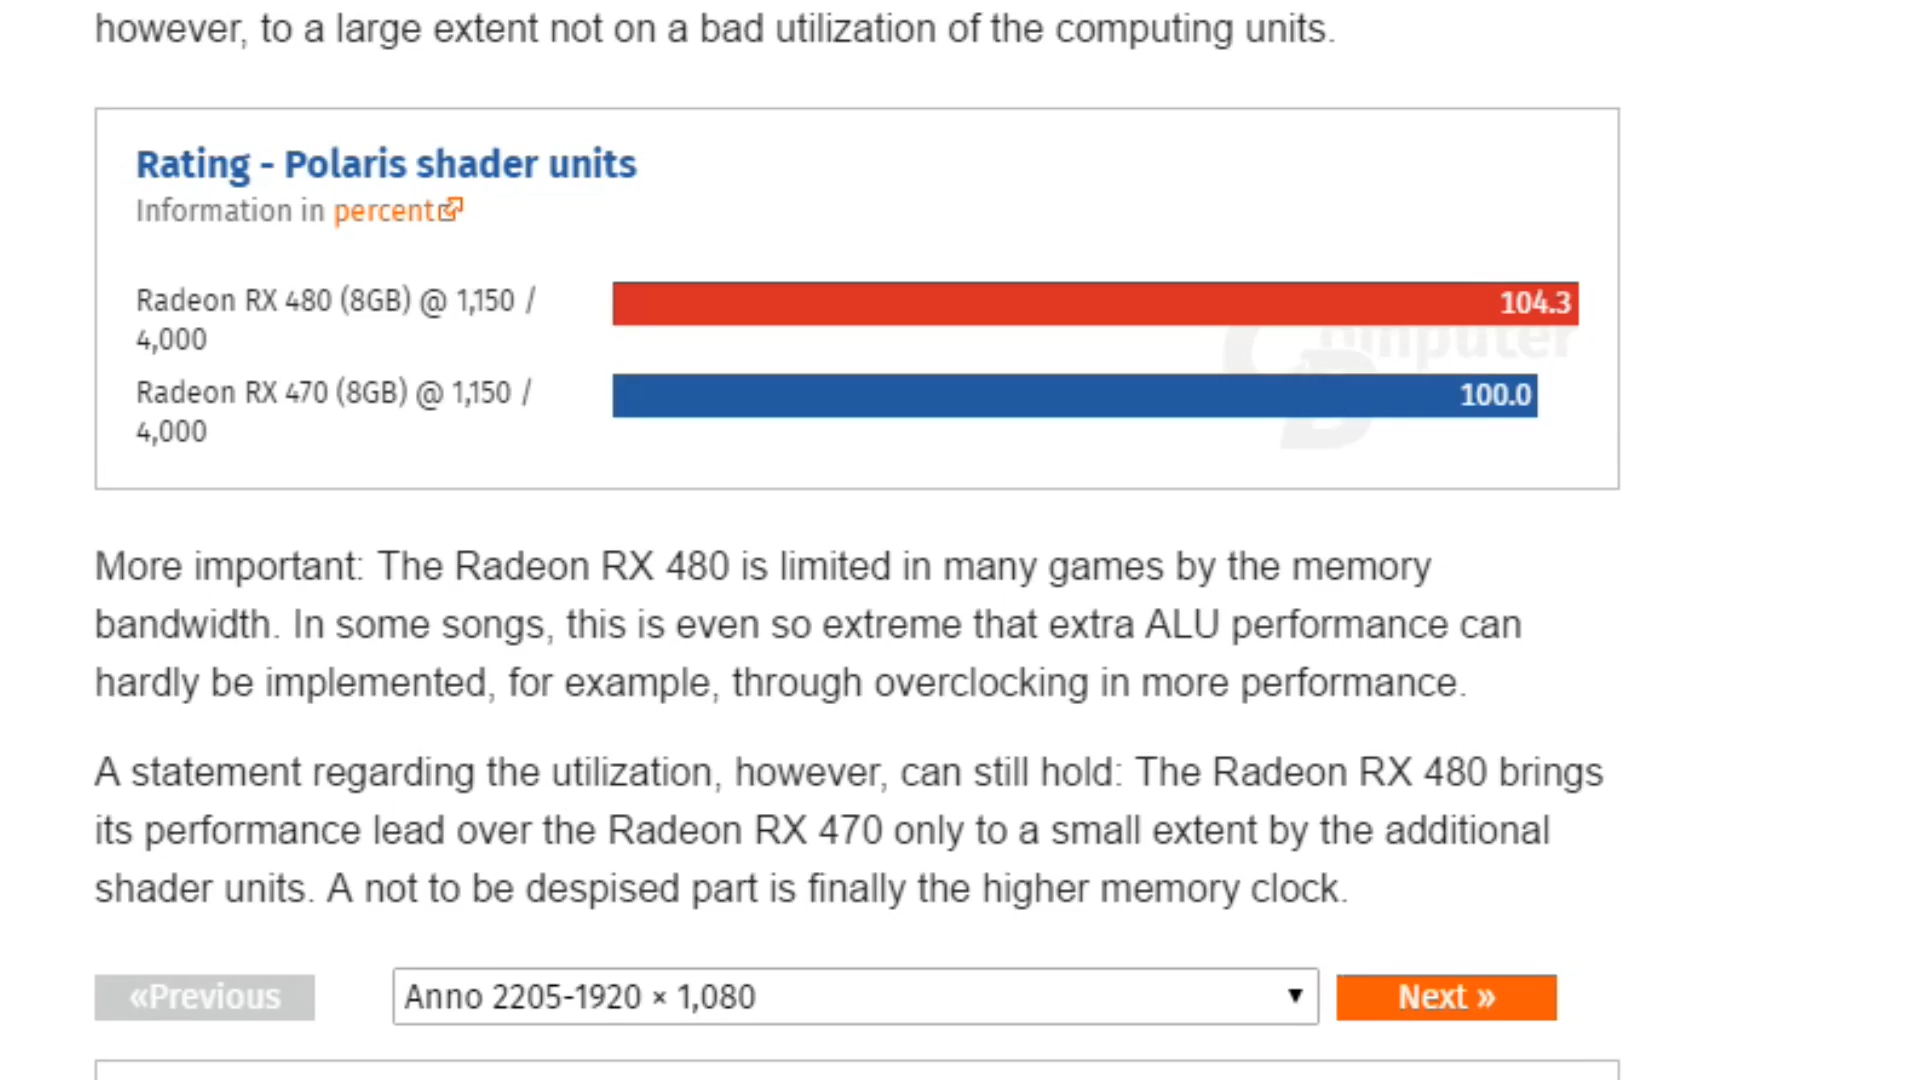 however, to a large extent not on a bad utilization of the computing units.
Rating - Polaris shader units
Information in percent
Radeon RX 480 (8GB) @ 1,150 /
4,000
104.3
Radeon RX 470 (8GB) @ 1,150 /
4,000
100.0
omputer
B
More important: The Radeon RX 480 is limited in many games by the memory
bandwidth. In some songs, this is even so extreme that extra ALU performance can
hardly be implemented, for example, through overclocking in more performance.
A statement regarding the utilization, however, can still hold: The Radeon RX 480 brings
its performance lead over the Radeon RX 470 only to a small extent by the additional
shader units. A not to be despised part is finally the higher memory clock.
«Previous
Anno 2205-1920 × 1,080
Next »